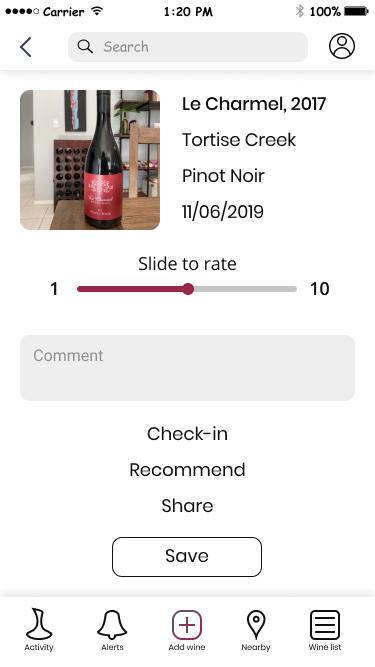 Carrier 1:20 PM 100%
Search
Le Charmel, 2017
Tortise Creek
Pinot Noir
11/06/2019
Slide to rate
1 10
Comment
Check-in
Recommend
Share
Save
Activity Alerts Add wine Nearby Wine list